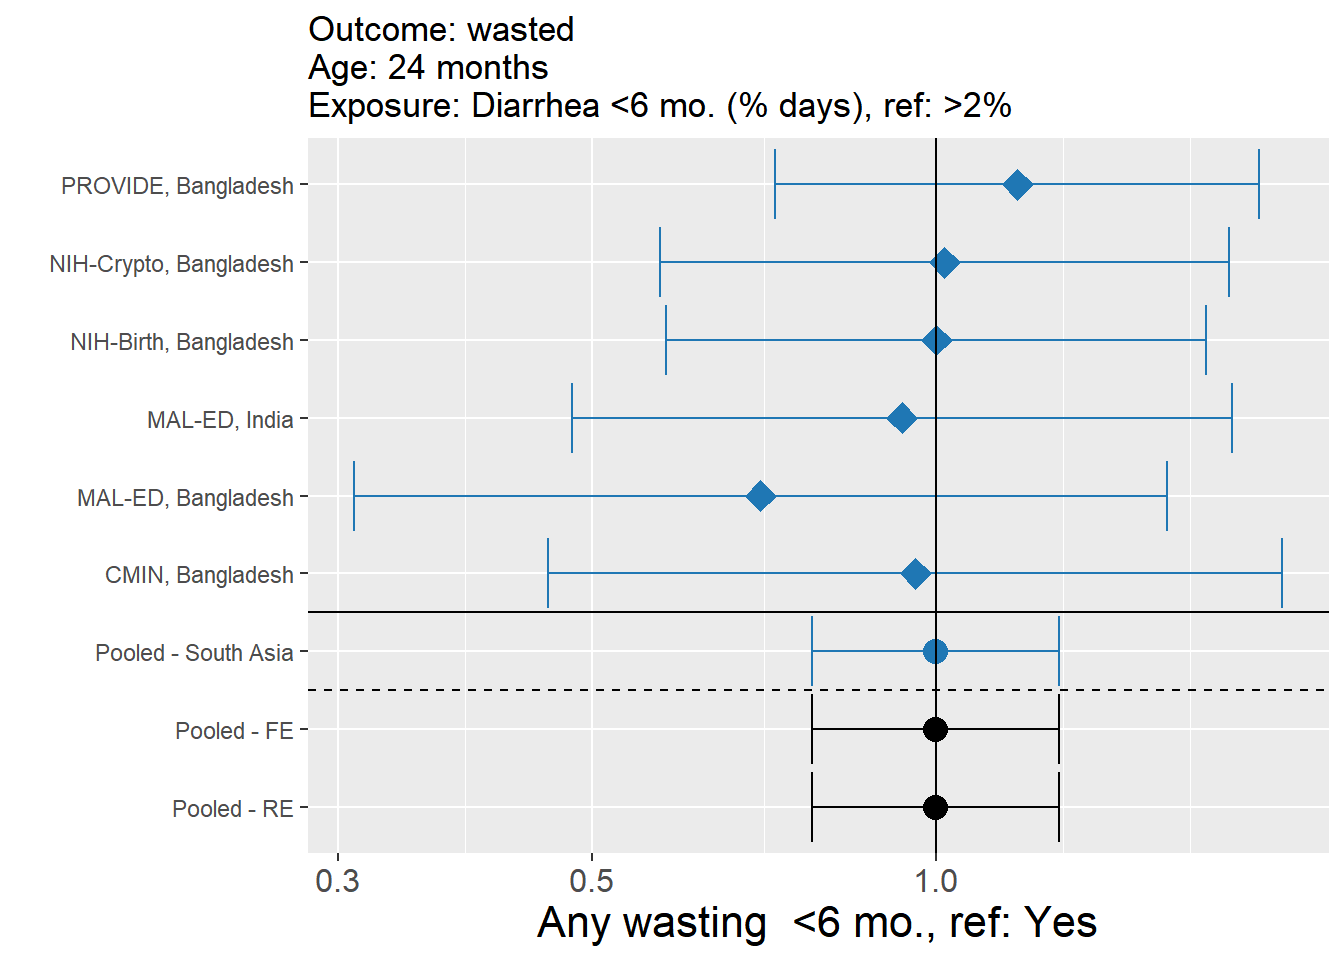 Outcome: wasted
Age: 24 months
Exposure: Diarrhea <6 mo. (% days), ref: >2%
PROVIDE, Bangladesh
NIH-Crypto, Bangladesh
NIH-Birth, Bangladesh
MAL-ED, India
MAL-ED, Bangladesh
CMIN, Bangladesh
Pooled - South Asia
Pooled - FE
Pooled - RE
0.3 0.5 1.0
Any wasting  <6 mo., ref: Yes